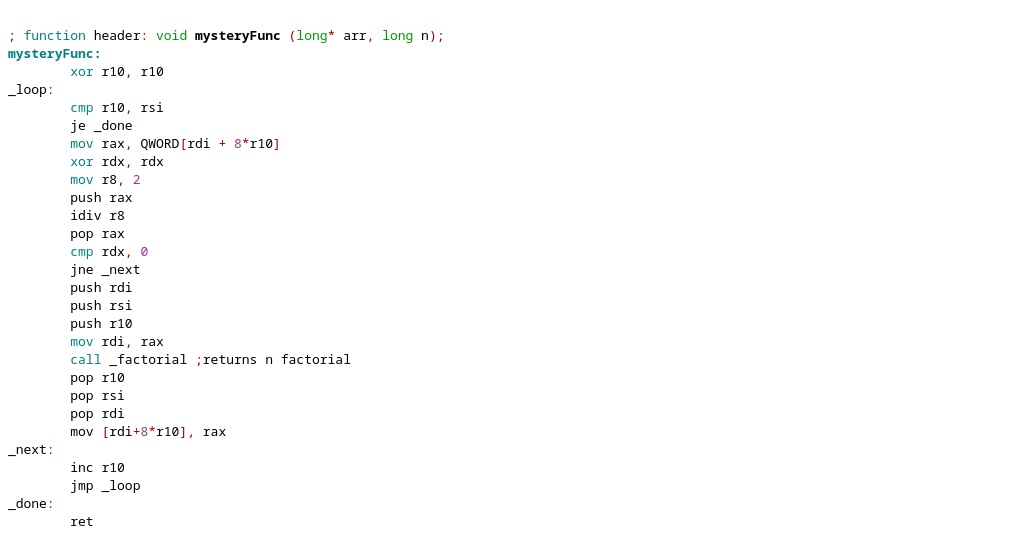 ; function header: void mysteryFunc (long* arr, long n);
mysteryFunc:
        xor r10, r10
_loop:
        cmp r10, rsi
        je _done
        mov rax, QWORD[rdi + 8*r10]
        xor rdx, rdx
        mov r8, 2
        push rax
        idiv r8
        pop rax
        cmp rdx, 0
        jne _next
        push rdi
        push rsi
        push r10
        mov rdi, rax
        call _factorial ;returns n factorial
        pop r10
        pop rsi
        pop rdi
        mov [rdi+8*r10], rax
_next:
        inc r10
        jmp _loop
_done:
        ret